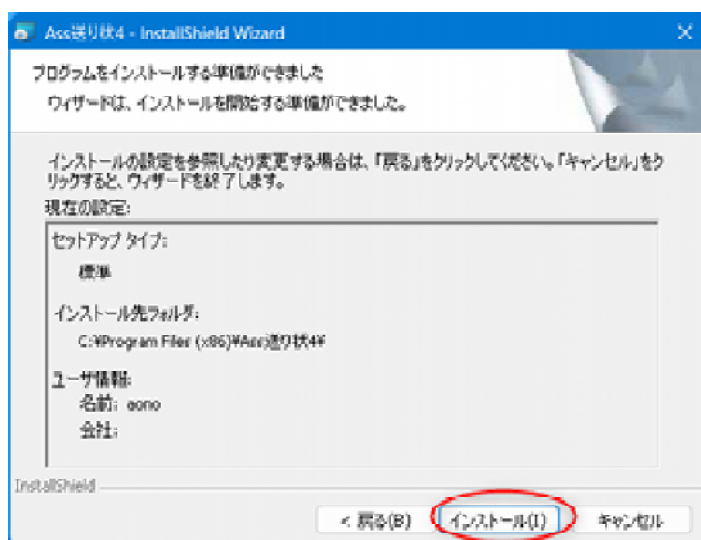 Ass送り状4 - InstallShield Wizard
プログラムをインストールする準備ができました
ウィザードは、インストールを開始する準備ができました。
インストールの設定を参照したり変更する場合は、「戻る」をクリックしてください。「キャンセル」をク
リックすると、ウィザードを終了します。
現在の設定:
セットアップ タイプ:
標準
インストール先フォルダ:
C:¥Program Files (x86)¥Ass送り状4¥
ユーザ情報:
名前: aono
会社:
InstallShield
< 戻る(B)
インストール(I)
キャンセル